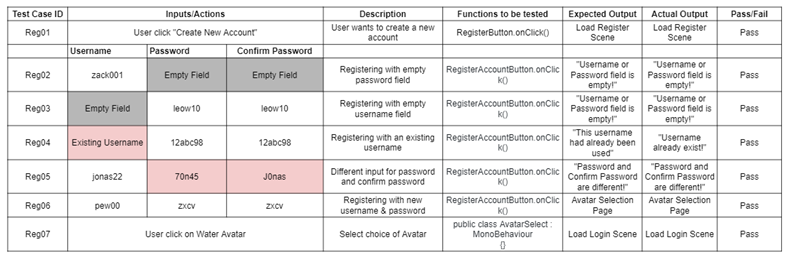 Test Case ID Inputs/Actions Description Functions to be tested Expected Output Actual Output Pass/Fail
Reg01 User click "Create New Account" User wants to create a new account RegisterButton.onClick() Load Register Scene Load Register Scene Pass
Username Password Confirm Password
Reg02 zack001 Empty Field Empty Field Registering with empty password field RegisterAccountButton.onClick() "Username or Password field is empty!" "Username or Password field is empty!" Pass
Reg03 Empty Field leow10 leow10 Registering with empty username field RegisterAccountButton.onClick() "Username or Password field is empty!" "Username or Password field is empty!" Pass
Reg04 Existing Username 12abc98 12abc98 Registering with an existing username RegisterAccountButton.onClick() "This username had already been used" "Username already exist!" Pass
Reg05 jonas22 70n45 J0nas Different input for password and confirm password RegisterAccountButton.onClick() "Password and Confirm Password are different!" "Password and Confirm Password are different!" Pass
Reg06 pew00 zxcv zxcv Registering with new username & password RegisterAccountButton.onClick() Avatar Selection Page Avatar Selection Page Pass
Reg07 User click on Water Avatar Select choice of Avatar public class AvatarSelect : MonoBehaviour {} Load Login Scene Load Login Scene Pass